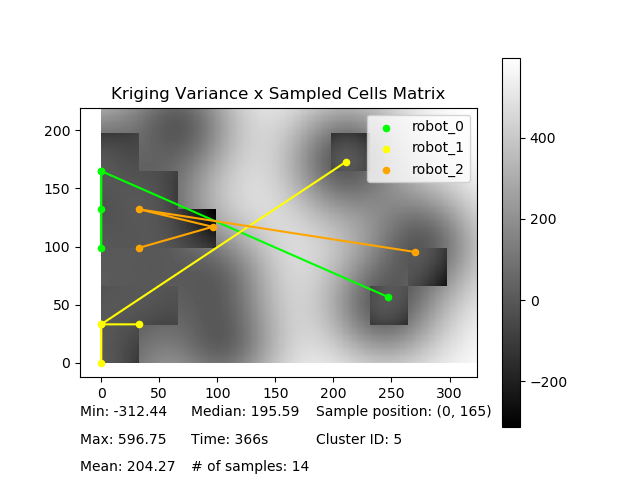 Kriging Variance x Sampled Cells Matrix
robot_0
robot_1
robot_2
200
150
100
50
0
0 50 100 150 200 250 300
400
200
0
−200
Min: -312.44 Median: 195.59 Sample position: (0, 165)
Max: 596.75 Time: 366s Cluster ID: 5
Mean: 204.27 # of samples: 14